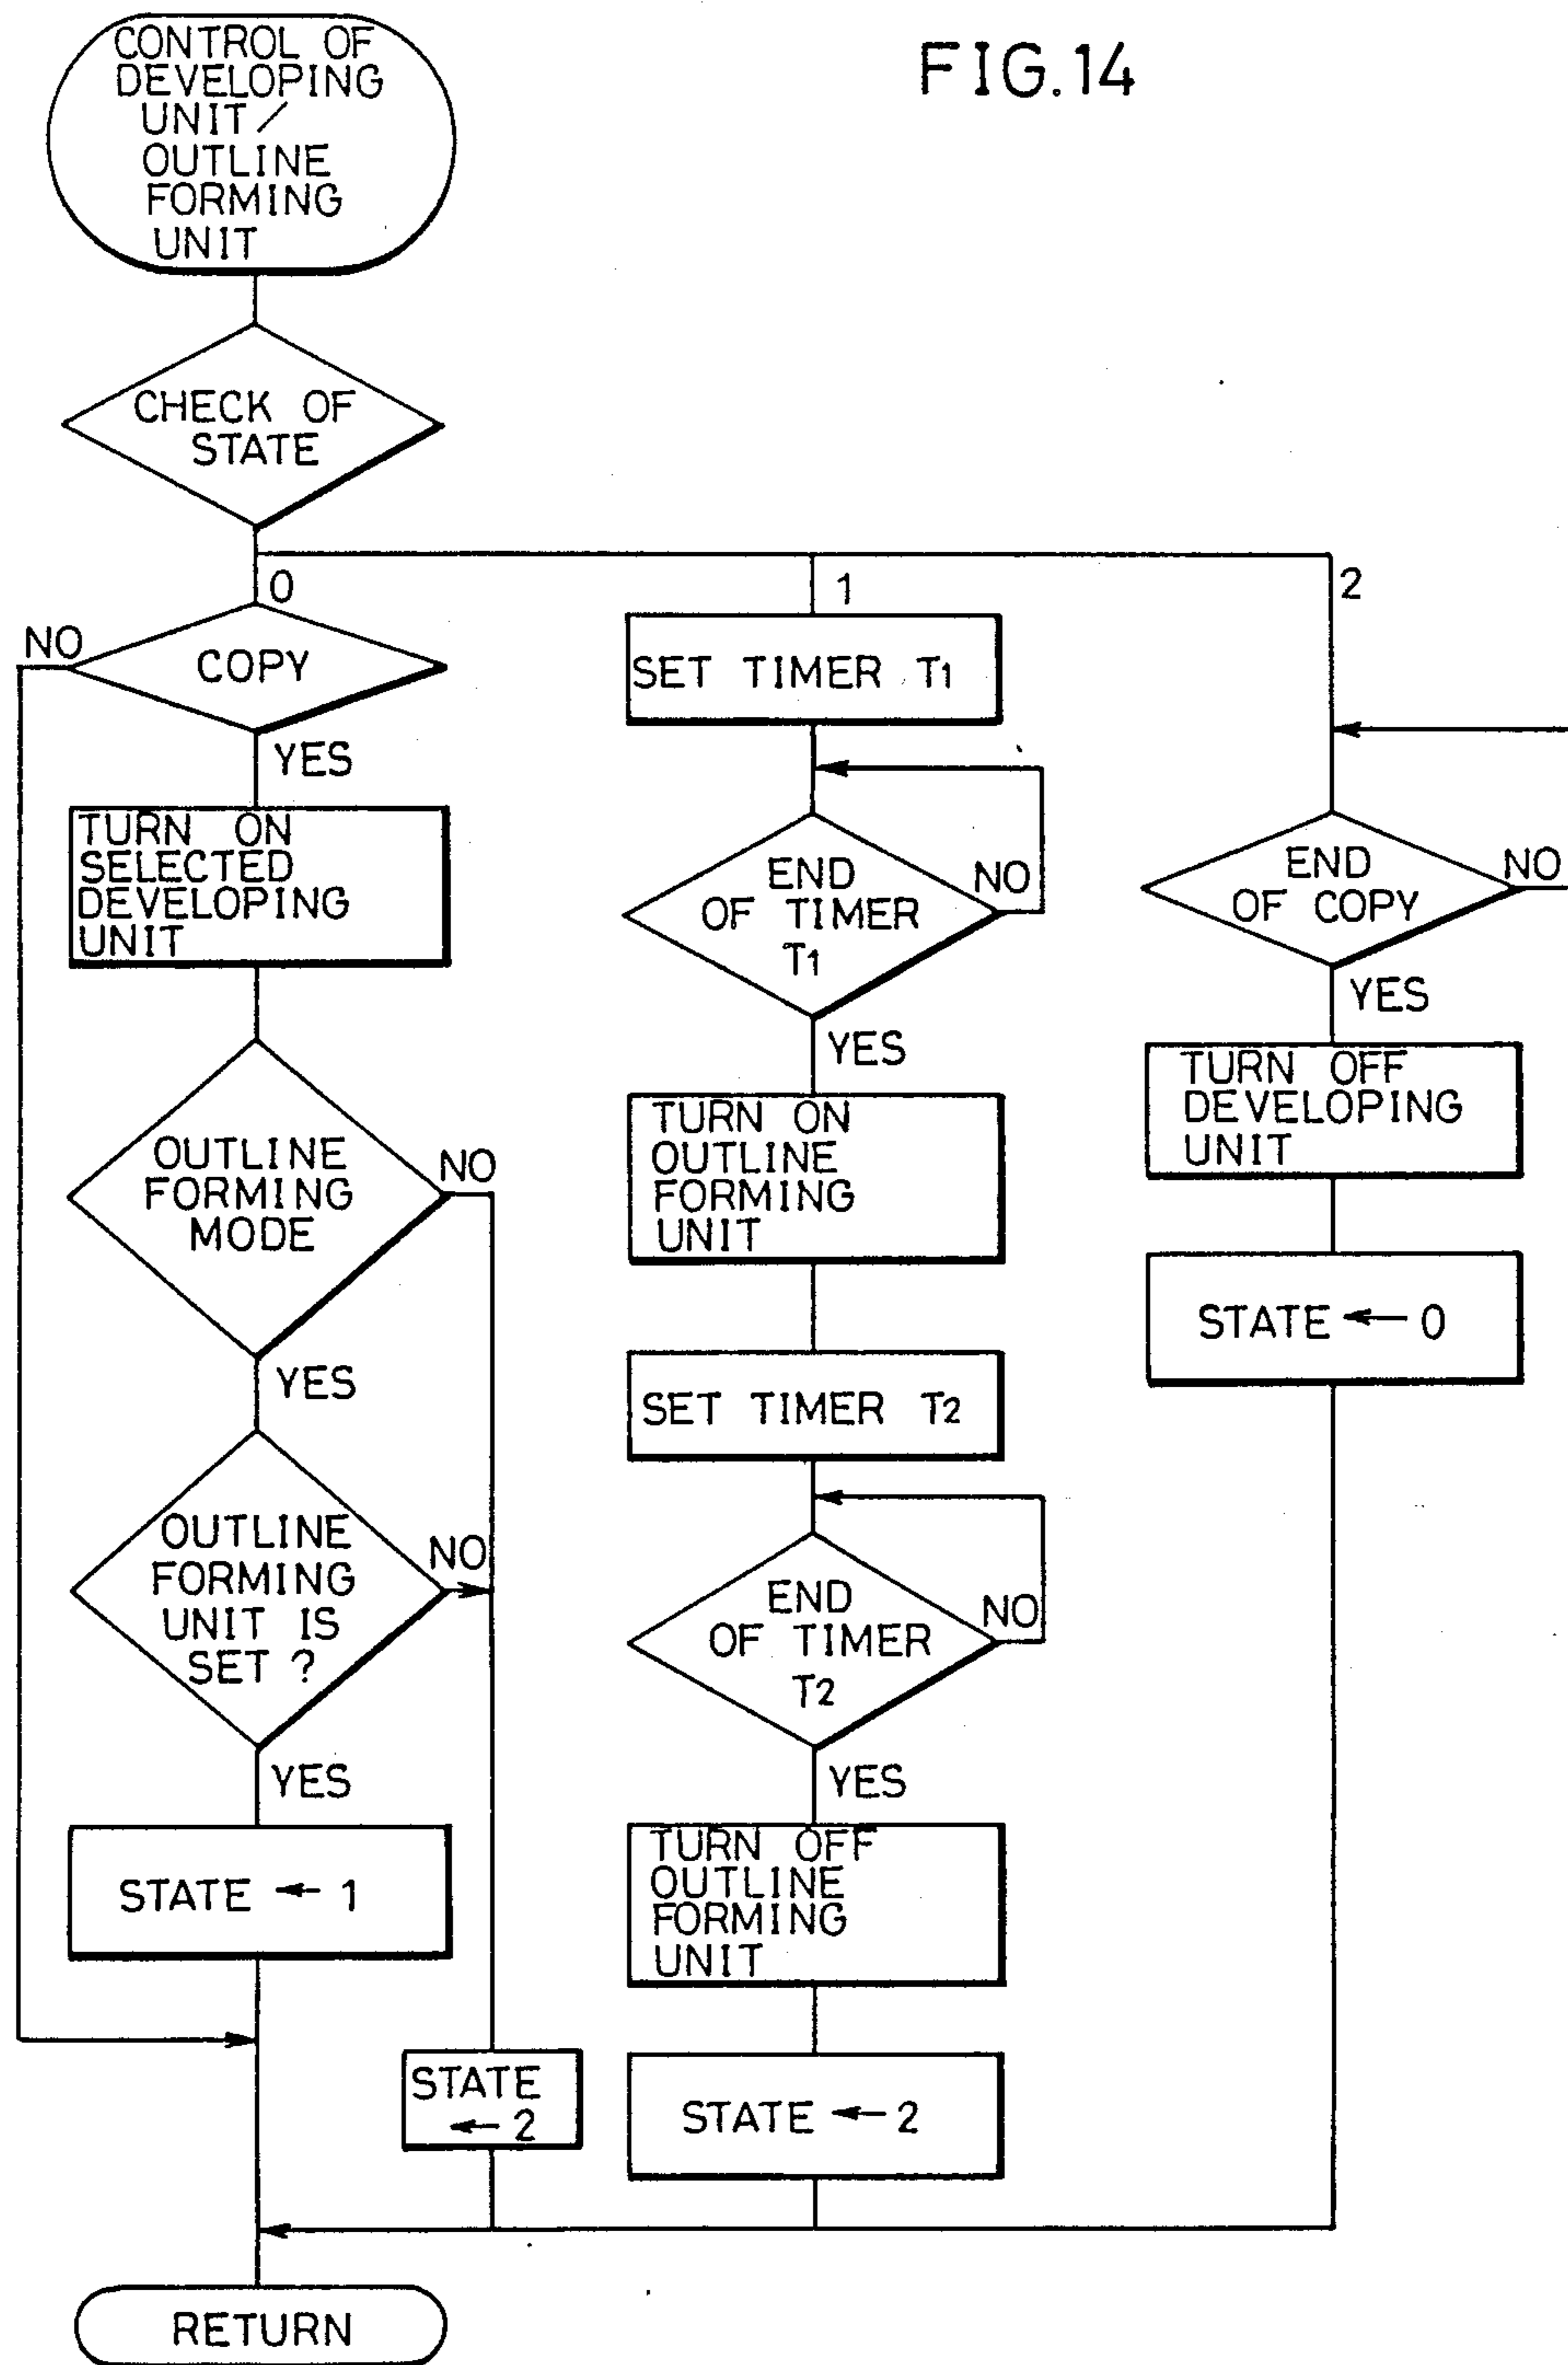 FIG.14
CONTROL OF
DEVELOPING
UNIT/
OUTLINE
FORMING
UNIT
CHECK OF
STATE
0
NO
COPY
YES
TURN ON
SELECTED
DEVELOPING
UNIT
OUTLINE
FORMING
MODE
NO
YES
OUTLINE
FORMING
UNIT IS
SET ?
NO
YES
STATE ← 1
STATE
← 2
1
SET TIMER T1
END
OF TIMER
T1
NO
YES
TURN ON
OUTLINE
FORMING
UNIT
SET TIMER T2
END
OF TIMER
T2
NO
YES
TURN OFF
OUTLINE
FORMING
UNIT
STATE ← 2
2
END
OF COPY
NO
YES
TURN OFF
DEVELOPING
UNIT
STATE ← 0
RETURN